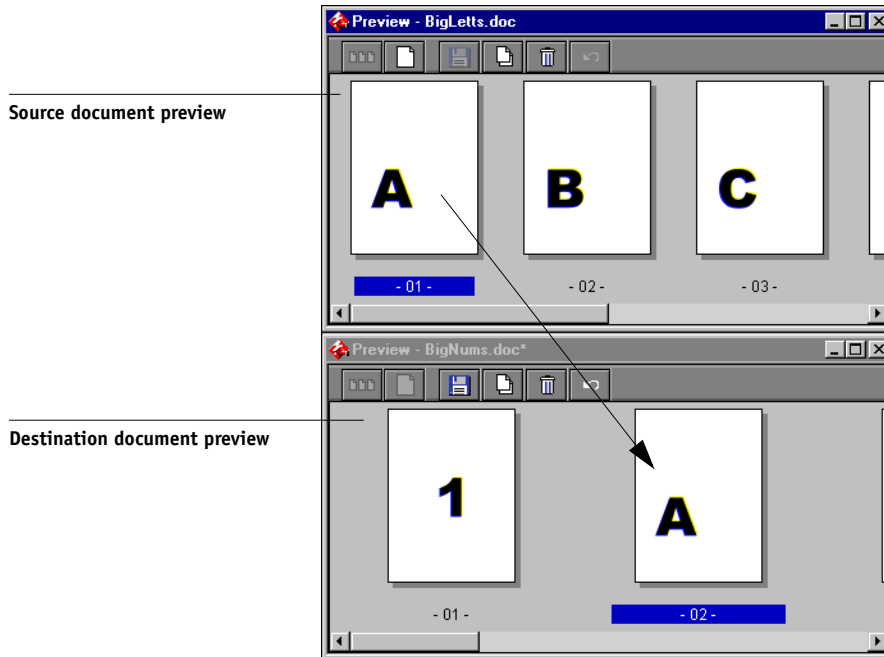 Preview - BigLetts.doc
Source document preview
A B C
- 01 - - 02 - - 03 -
Preview - BigNums.doc*
Destination document preview
1 A
- 01 - - 02 -